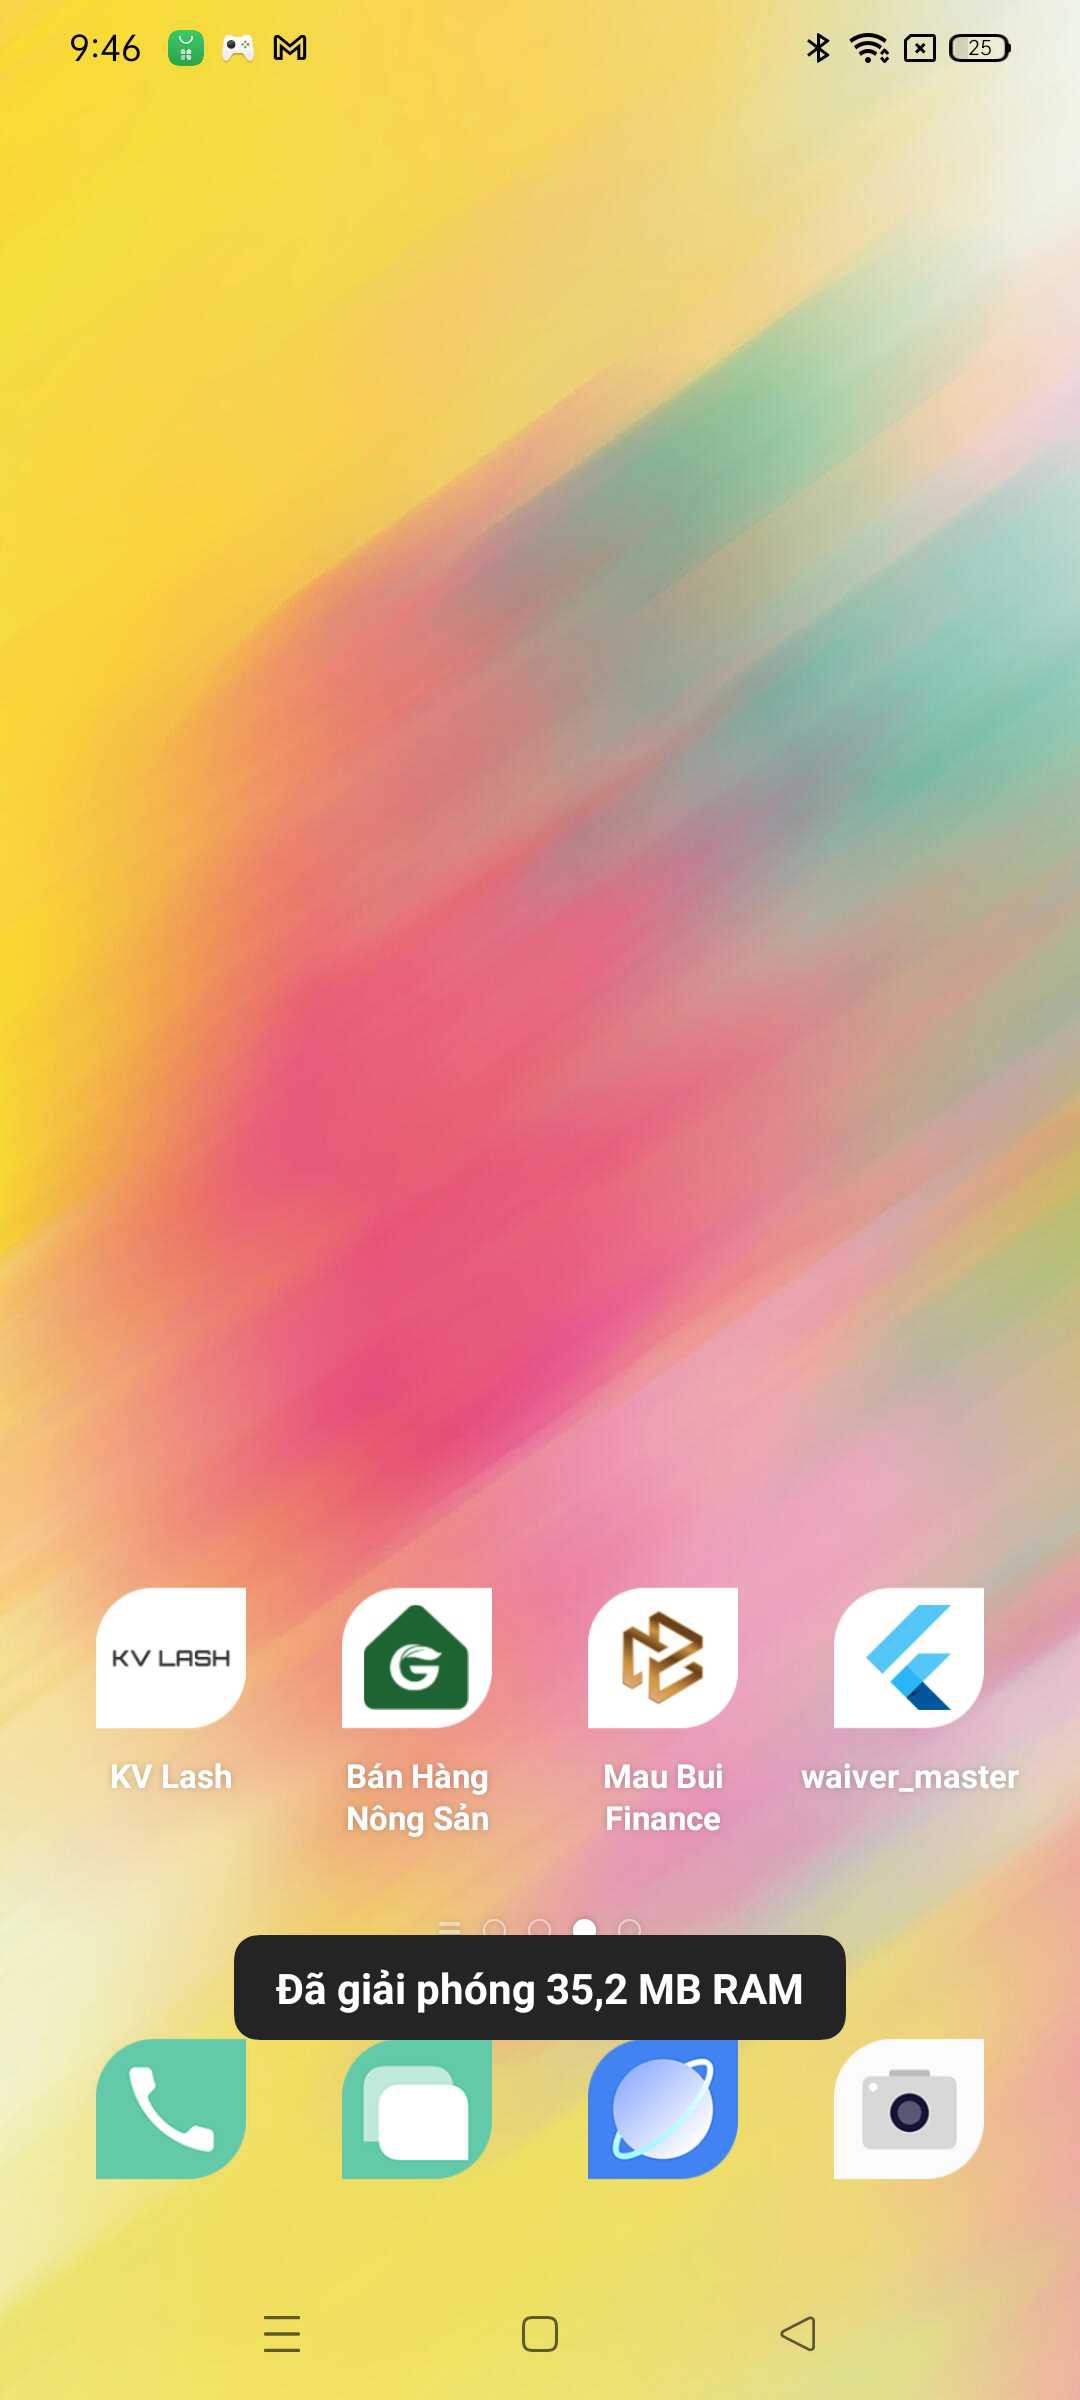 9:46
25
KV LASH
KV Lash
Bán Hàng
Nông Sản
Mau Bui
Finance
waiver_master
Đã giải phóng 35,2 MB RAM